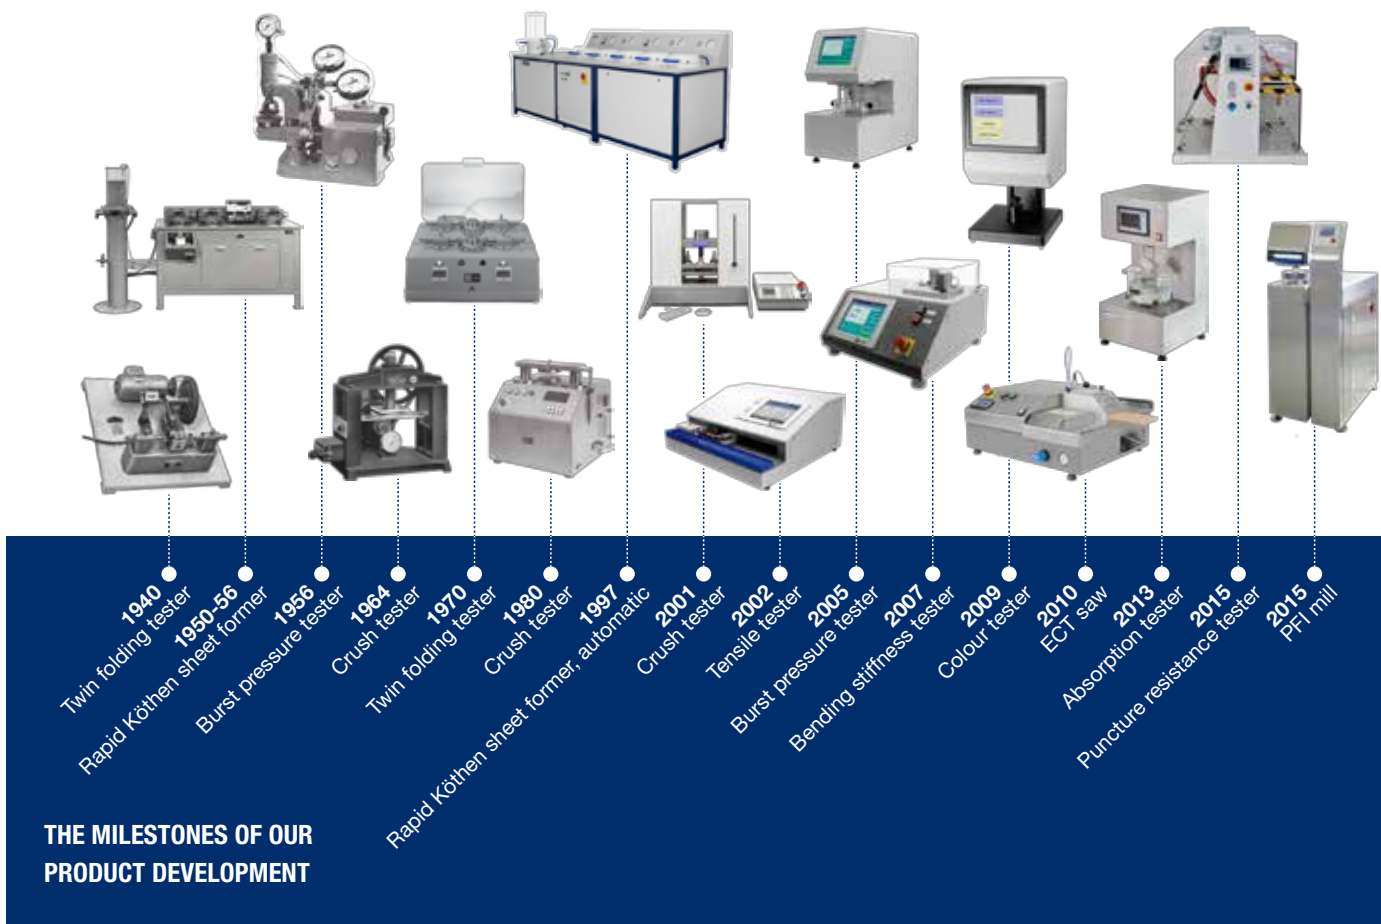 1940
Twin folding tester
1950-56
Rapid Köthen sheet former
1956
Burst pressure tester
1964
Crush tester
1970
Twin folding tester
1980
Crush tester
1997
Rapid Köthen sheet former, automatic
2001
Crush tester
2002
Tensile tester
2005
Burst pressure tester
2007
Bending stiffness tester
2009
Colour tester
2010
ECT saw
2013
Absorption tester
2015
Puncture resistance tester
2015
PFI mill
THE MILESTONES OF OUR
PRODUCT DEVELOPMENT